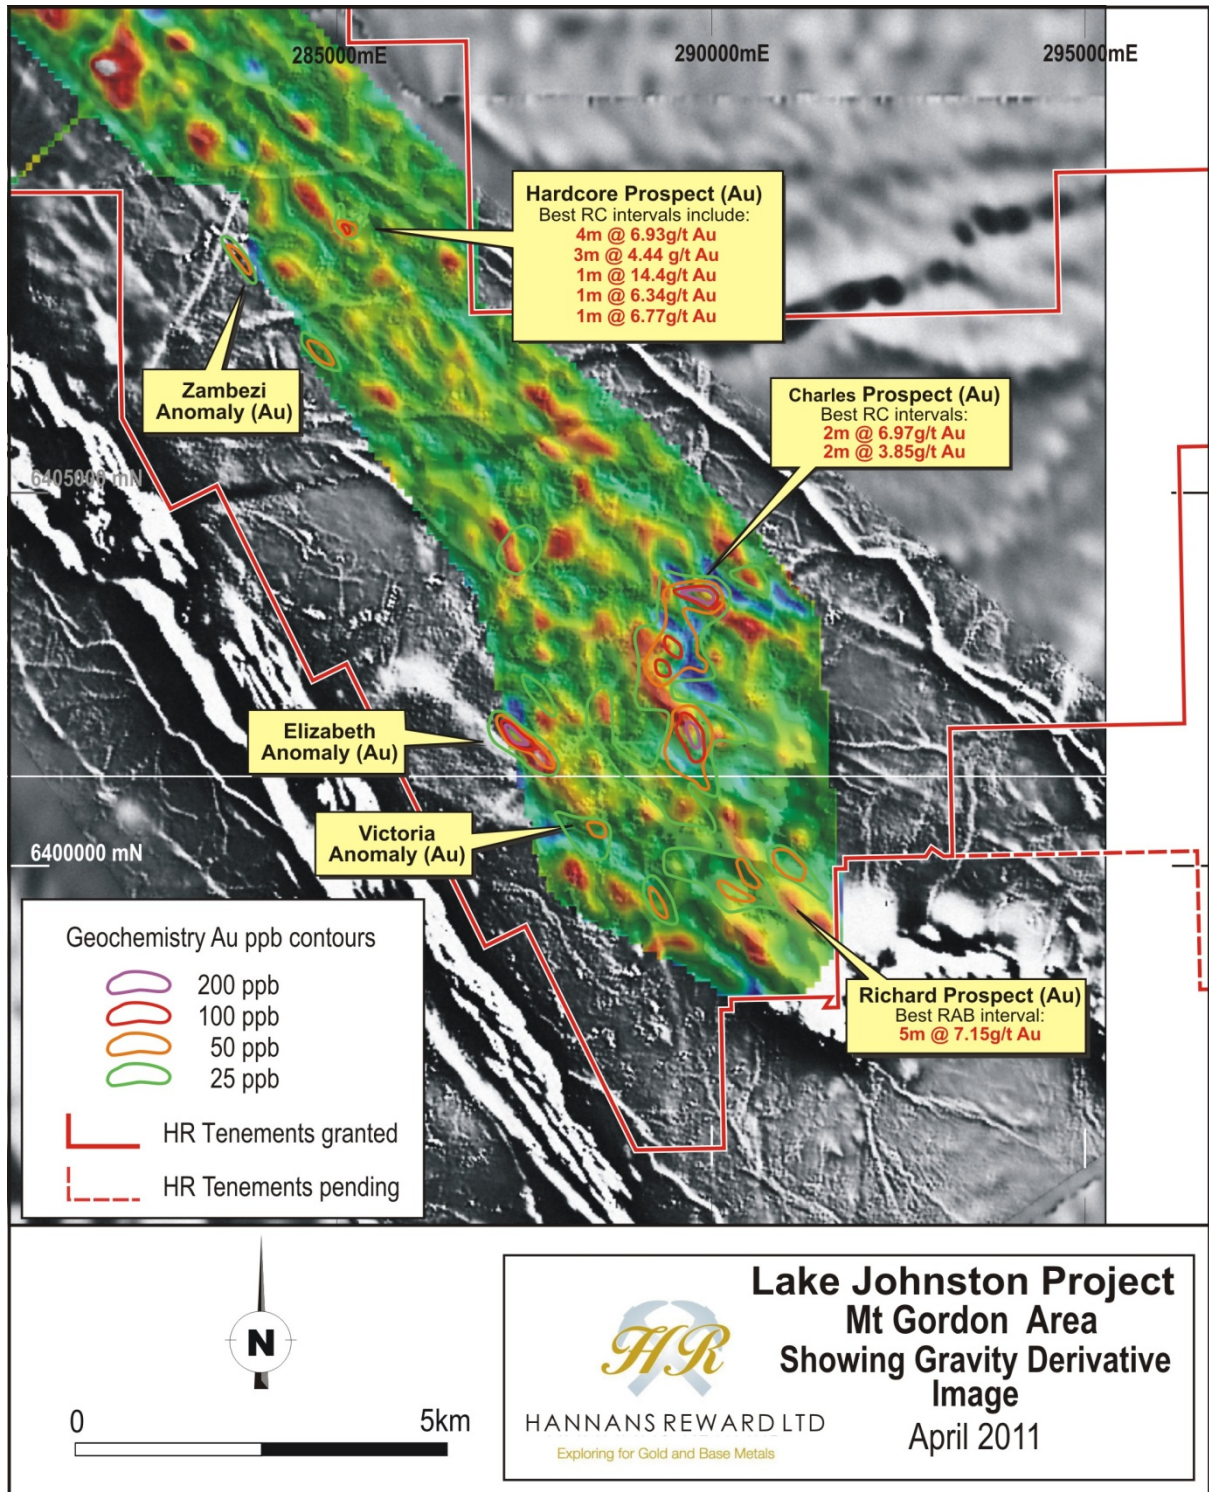 285000mE
290000mE
295000mE
Hardcore Prospect (Au)
Best RC intervals include:
4m @ 6.93g/t Au
3m @ 4.44 g/t Au
1m @ 14.4g/t Au
1m @ 6.34g/t Au
1m @ 6.77g/t Au
Zambezi
Anomaly (Au)
Charles Prospect (Au)
Best RC intervals:
2m @ 6.97g/t Au
2m @ 3.85g/t Au
6405000 mN
Elizabeth
Anomaly (Au)
Victoria
Anomaly (Au)
6400000 mN
Richard Prospect (Au)
Best RAB interval:
5m @ 7.15g/t Au
Geochemistry Au ppb contours
200 ppb
100 ppb
50 ppb
25 ppb
HR Tenements granted
HR Tenements pending
N
0 5km
HR
HANNANS REWARD LTD
Exploring for Gold and Base Metals
Lake Johnston Project
Mt Gordon Area
Showing Gravity Derivative
Image
April 2011